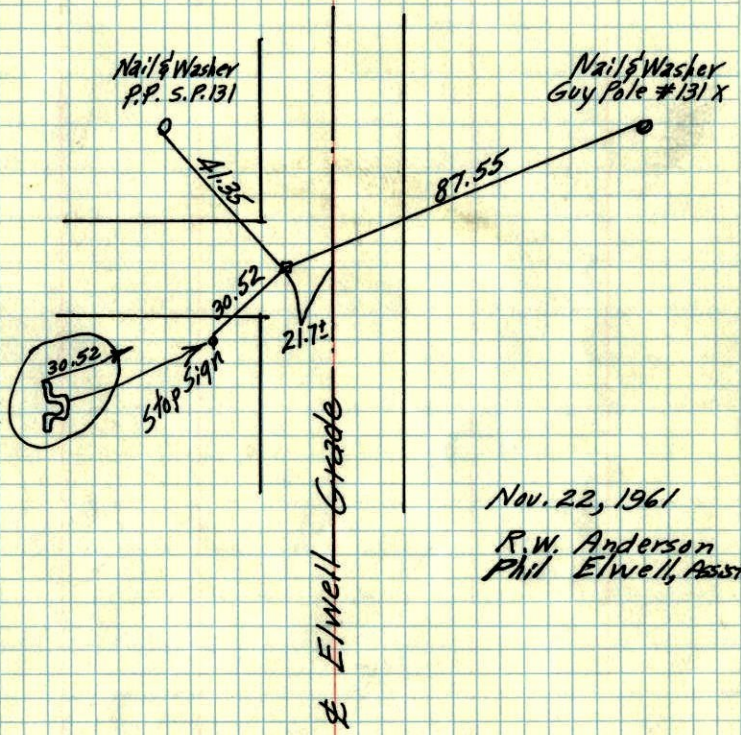 Nail & Washer
P.P. S.P. 131
Nail & Washer
Guy Pole #131 X
41.35
87.55
30.52
21.7±
30.52
Stop Sign
℄ Elwell Grade
Nov. 22, 1961
R.W. Anderson
Phil Elwell, Assist